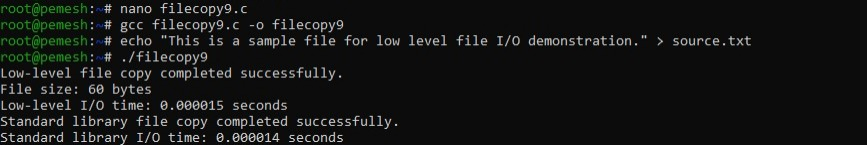 root@pemesh:~# nano filecopy9.c
root@pemesh:~# gcc filecopy9.c -o filecopy9
root@pemesh:~# echo "This is a sample file for low level file I/O demonstration." > source.txt
root@pemesh:~# ./filecopy9
Low-level file copy completed successfully.
File size: 60 bytes
Low-level I/O time: 0.000015 seconds
Standard library file copy completed successfully.
Standard library I/O time: 0.000014 seconds